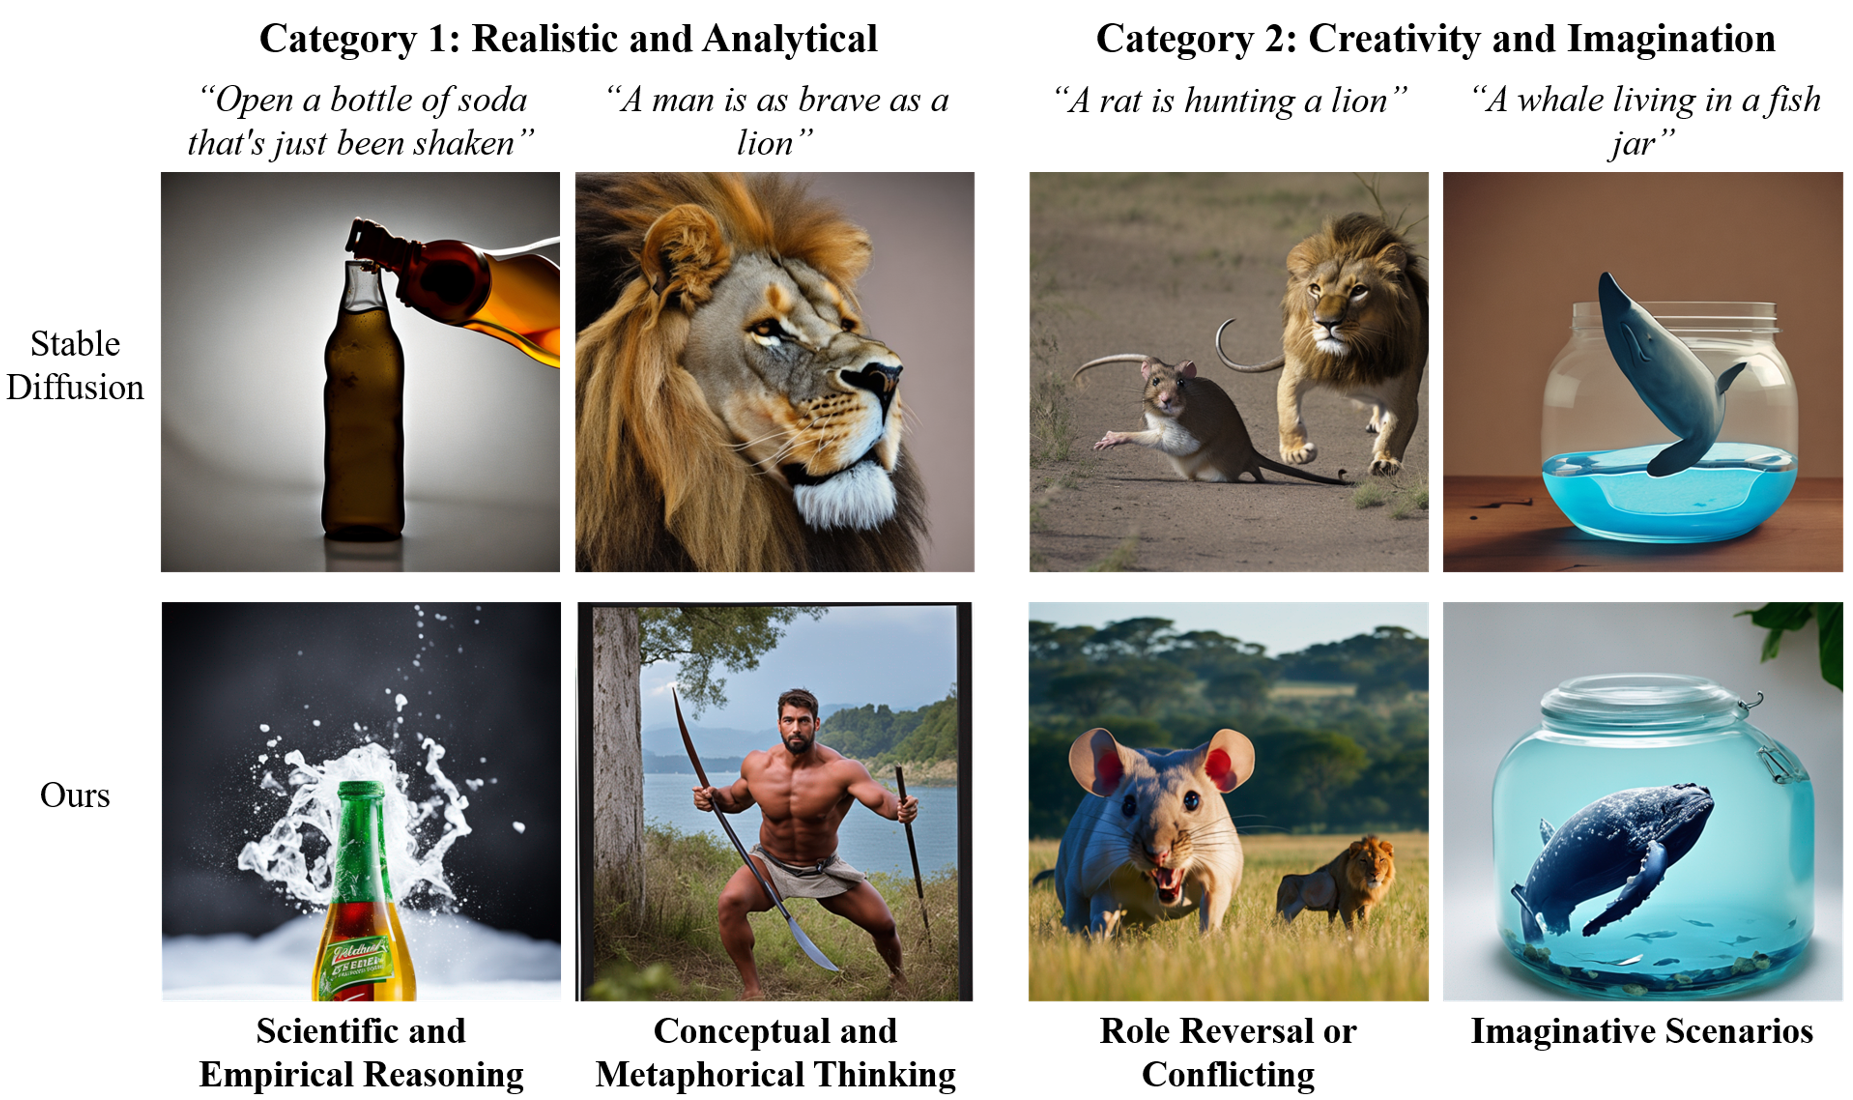 Category 1: Realistic and Analytical
Category 2: Creativity and Imagination
“Open a bottle of soda
that's just been shaken”
“A man is as brave as a
lion”
“A rat is hunting a lion”
“A whale living in a fish
jar”
Stable
Diffusion
Ours
Scientific and
Empirical Reasoning
Conceptual and
Metaphorical Thinking
Role Reversal or
Conflicting
Imaginative Scenarios